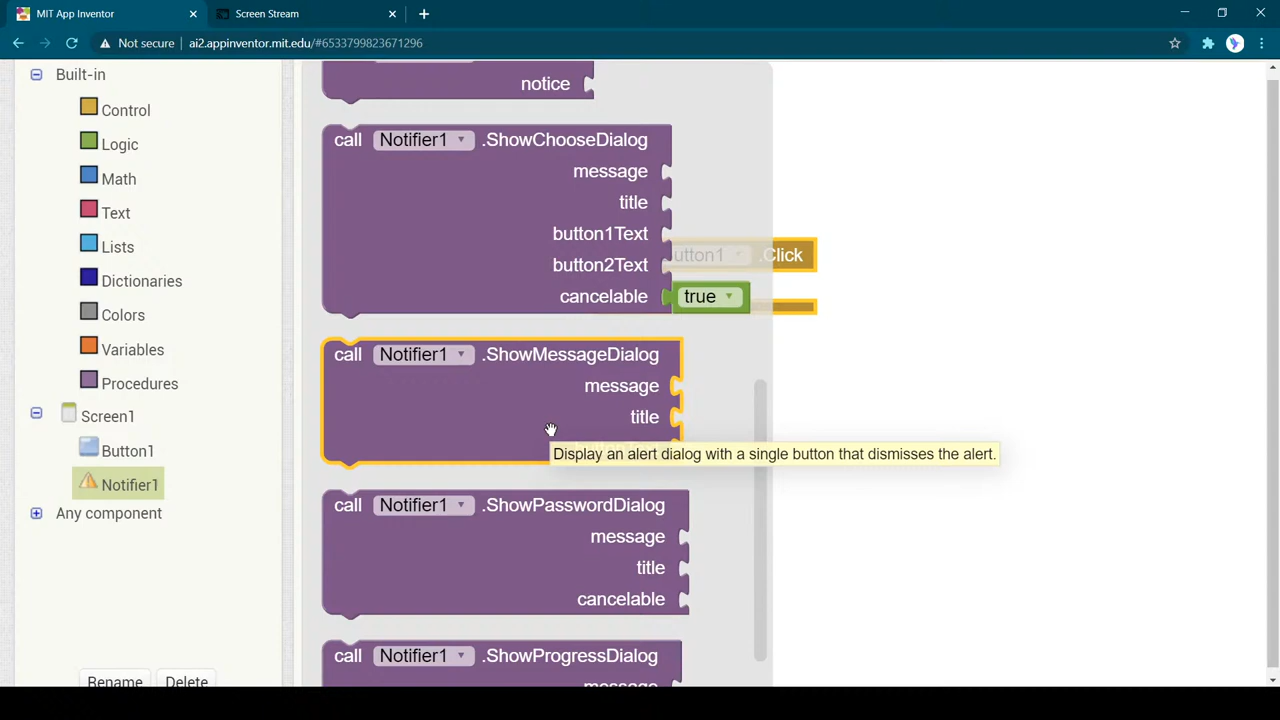 MIT App Inventor
Screen Stream
Not secure
ai2.appinventor.mit.edu/#6533799823671296
Built-in
Control
Logic
Math
Text
Lists
Dictionaries
Colors
Variables
Procedures
Screen1
Button1
Notifier1
Any component
Rename
Delete
notice
call Notifier1 .ShowChooseDialog
message
title
button1Text
button2Text
cancelable true
utton1 .Click
call Notifier1 .ShowMessageDialog
message
title
Display an alert dialog with a single button that dismisses the alert.
call Notifier1 .ShowPasswordDialog
message
title
cancelable
call Notifier1 .ShowProgressDialog
message